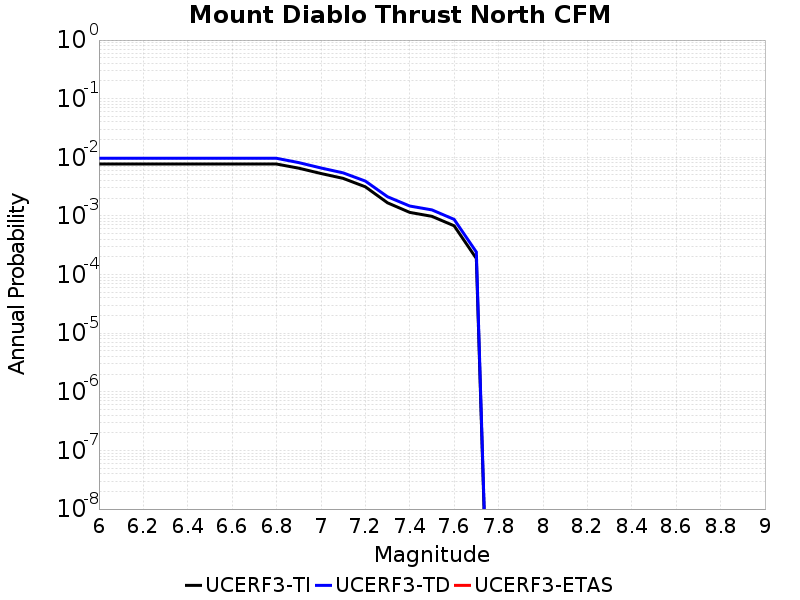 Mount Diablo Thrust North CFM
Annual Probability
10^0
10^-1
10^-2
10^-3
10^-4
10^-5
10^-6
10^-7
10^-8
6 6.2 6.4 6.6 6.8 7 7.2 7.4 7.6 7.8 8 8.2 8.4 8.6 8.8 9
Magnitude
UCERF3-TI UCERF3-TD UCERF3-ETAS